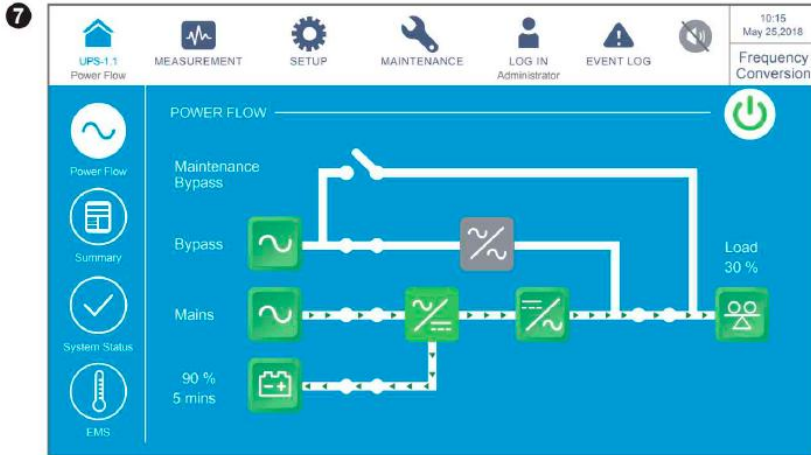 7
UPS-1.1
Power Flow
MEASUREMENT
SETUP
MAINTENANCE
LOG IN
Administrator
EVENT LOG
10:15
May 25,2018
Frequency
Conversion
POWER FLOW
Power Flow
Summary
System Status
EMS
Maintenance
Bypass
Bypass
Mains
90 %
5 mins
Load
30 %